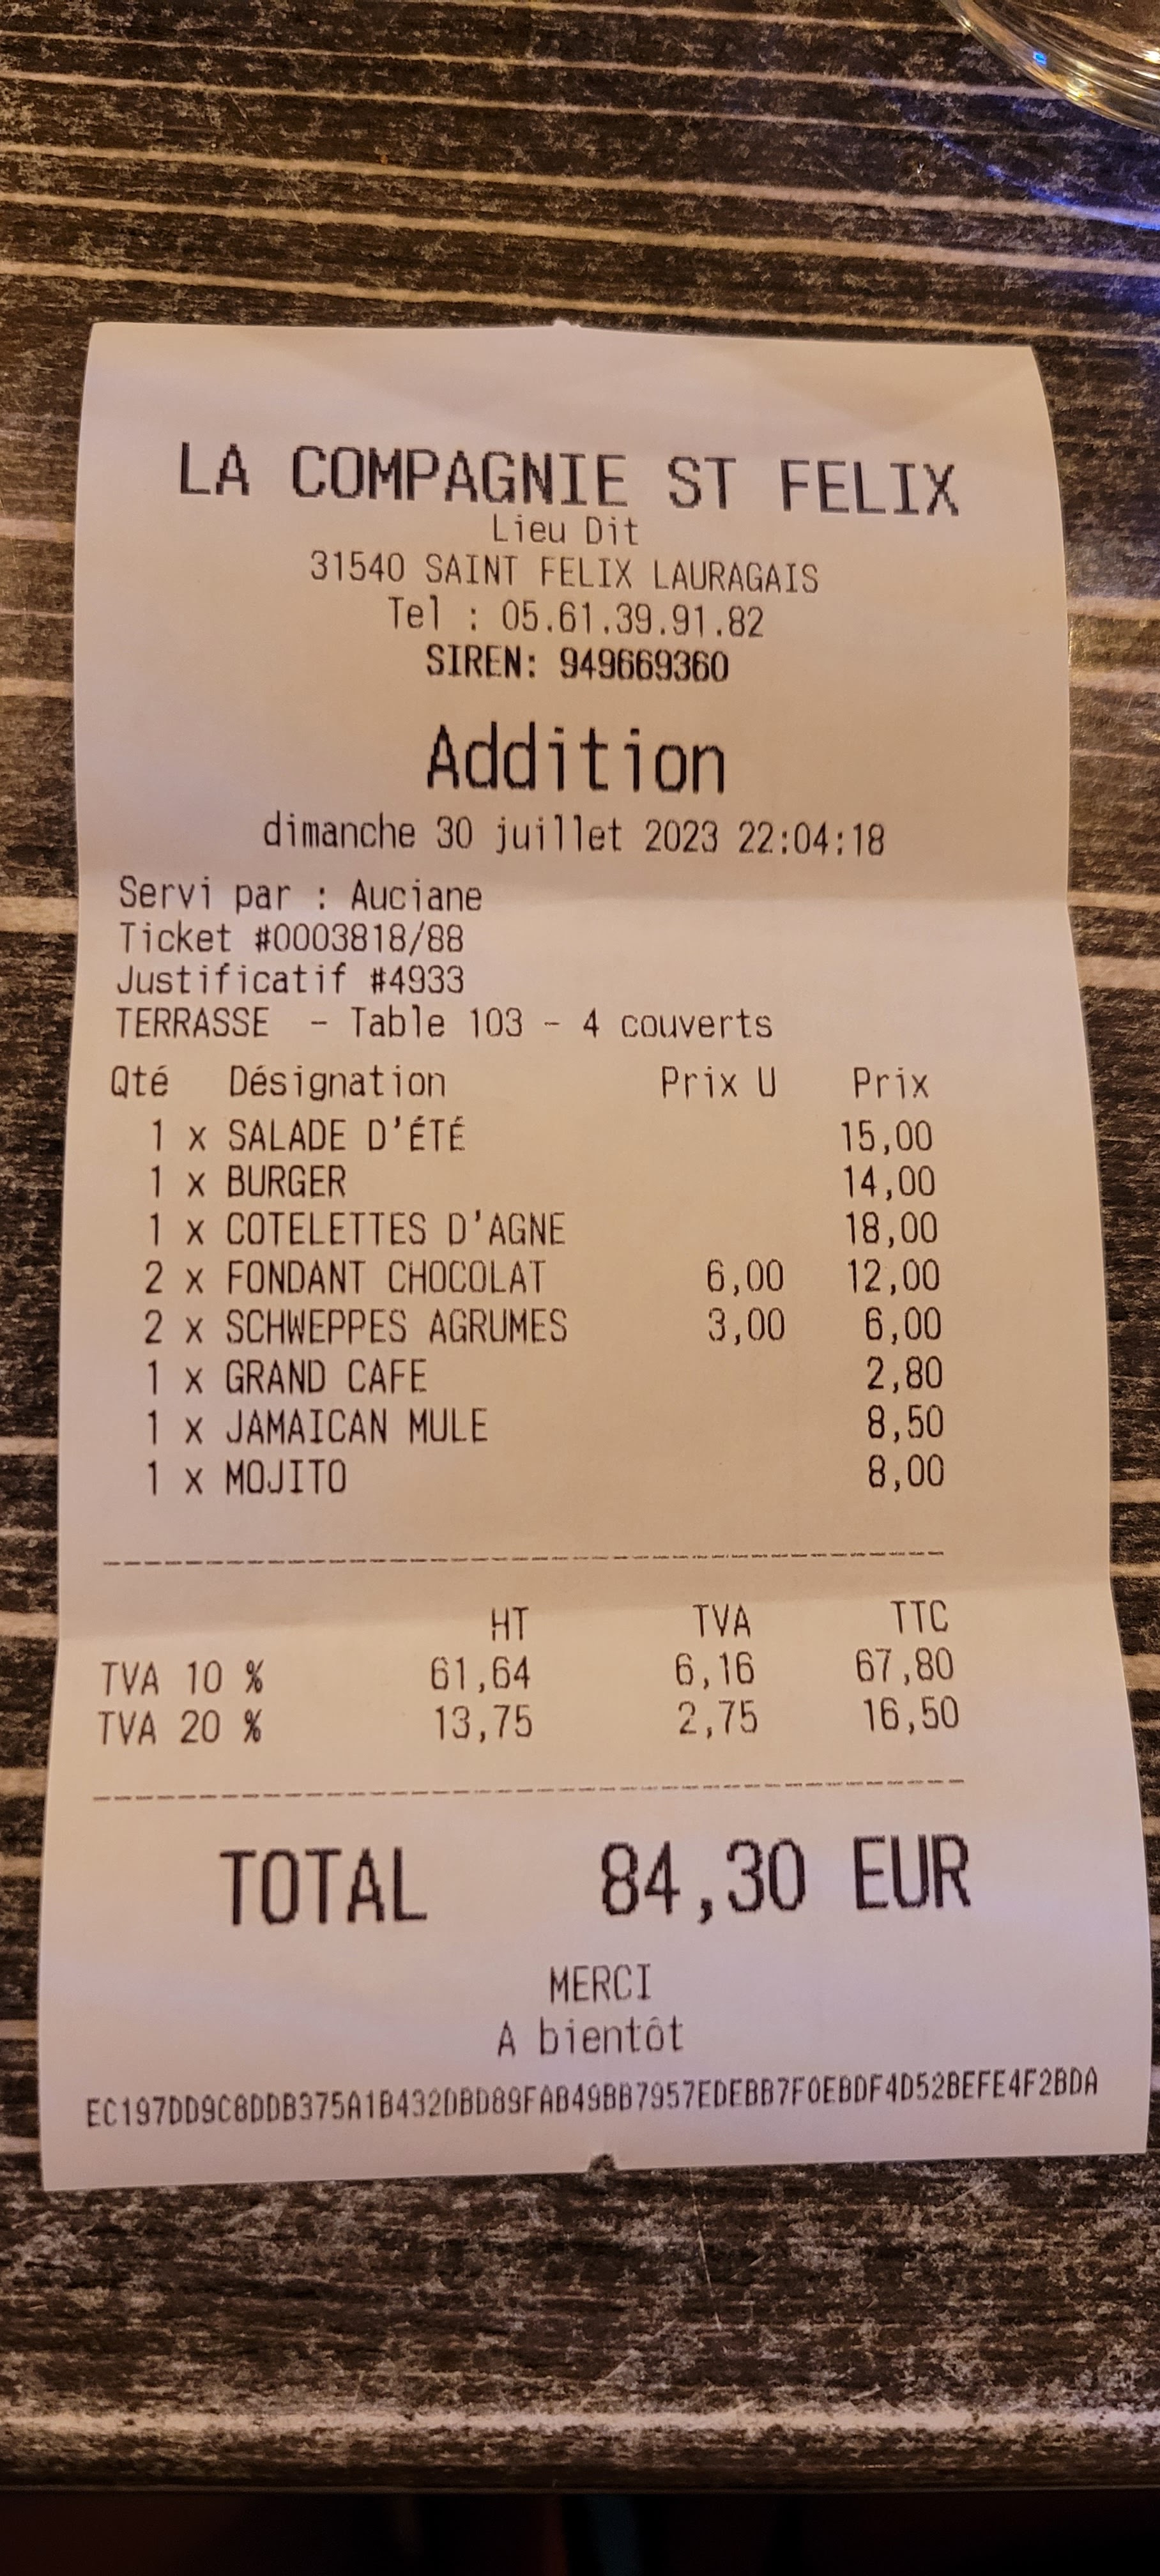 LA COMPAGNIE ST FELIX
Lieu Dit
31540 SAINT FELIX LAURAGAIS
Tel : 05.61.39.91.82
SIREN: 949669360
Addition
dimanche 30 juillet 2023 22:04:18
Servi par : Auciane
Ticket #0003818/88
Justificatif #4933
TERRASSE - Table 103 - 4 couverts
Qté Désignation Prix U Prix
1 x SALADE D'ÉTÉ 15,00
1 x BURGER 14,00
1 x COTELETTES D'AGNE 18,00
2 x FONDANT CHOCOLAT 6,00 12,00
2 x SCHWEPPES AGRUMES 3,00 6,00
1 x GRAND CAFE 2,80
1 x JAMAICAN MULE 8,50
1 x MOJITO 8,00
HT TVA TTC
TVA 10 % 61,64 6,16 67,80
TVA 20 % 13,75 2,75 16,50
TOTAL 84,30 EUR
MERCI
A bientôt
EC197DD9C8DDB375A1B432DBD89FAB49BB7957EDEBB7F0EBDF4D52BEFE4F2BDA